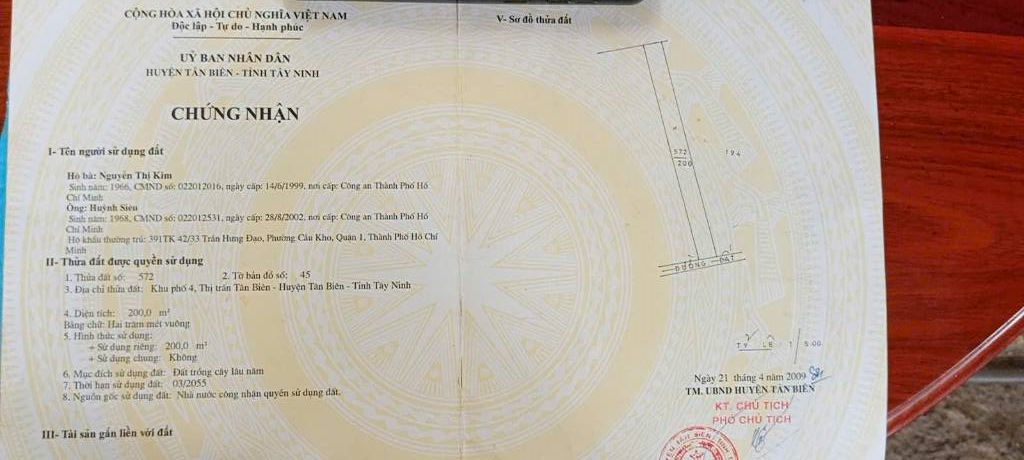 CỘNG HÒA XÃ HỘI CHỦ NGHĨA VIỆT NAM
Độc lập - Tự do - Hạnh phúc
UỶ BAN NHÂN DÂN
HUYỆN TÂN BIÊN - TỈNH TÂY NINH
CHỨNG NHẬN
I- Tên người sử dụng đất
Hộ bà: Nguyễn Thị Kim
Sinh năm: 1966, CMND số: 022012016, ngày cấp: 14/6/1999, nơi cấp: Công an Thành Phố Hồ
Chí Minh
Ông: Huỳnh Siêu
Sinh năm: 1968, CMND số: 022012531, ngày cấp: 28/8/2002, nơi cấp: Công an Thành Phố Hồ
Chí Minh
Hộ khẩu thường trú: 391TK 42/33 Trần Hưng Đạo, Phường Cầu Kho, Quận 1, Thành Phố Hồ Chí
Minh
II- Thửa đất được quyền sử dụng
1. Thửa đất số: 572 2. Tờ bản đồ số: 45
3. Địa chỉ thửa đất: Khu phố 4, Thị trấn Tân Biên - Huyện Tân Biên - Tỉnh Tây Ninh
4. Diện tích: 200,0 m²
Bằng chữ: Hai trăm mét vuông
5. Hình thức sử dụng:
+ Sử dụng riêng: 200,0 m²
+ Sử dụng chung: Không
6. Mục đích sử dụng đất: Đất trồng cây lâu năm
7. Thời hạn sử dụng đất: 03/2055
8. Nguồn gốc sử dụng đất: Nhà nước công nhận quyền sử dụng đất.
III- Tài sản gắn liền với đất
V- Sơ đồ thửa đất
572
200
194
ĐƯỜNG ĐẤT
TỶ LỆ 1 / 500
Ngày 21 tháng 4 năm 2009
TM. UBND HUYỆN TÂN BIÊN
KT. CHỦ TỊCH
PHÓ CHỦ TỊCH